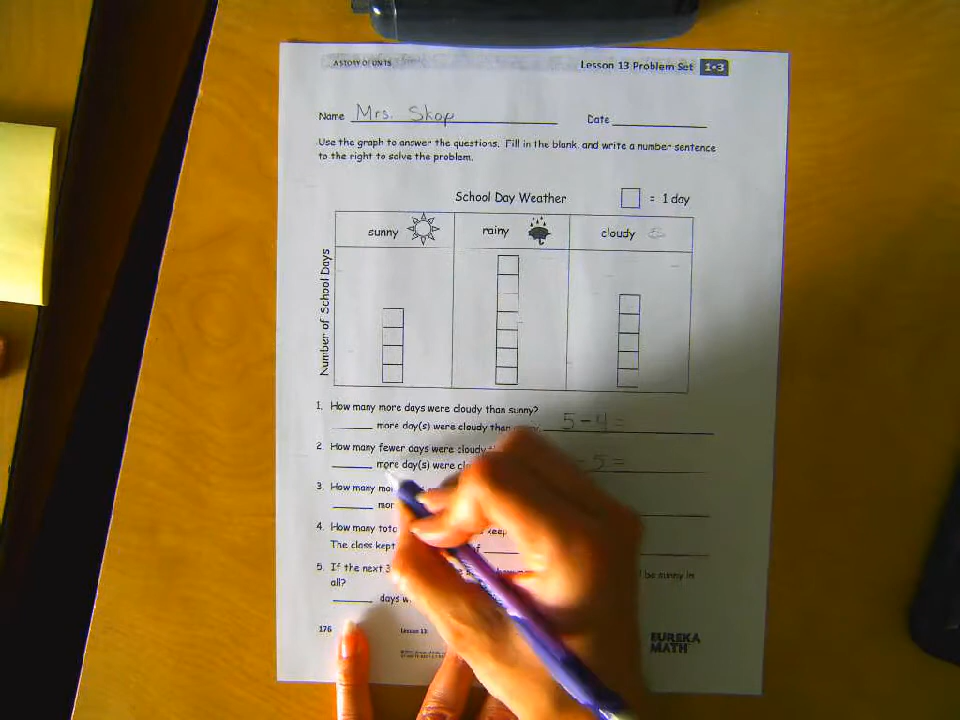 A STORY OF UNITS
Lesson 13 Problem Set 1•3
Name Mrs. Skop Date
Use the graph to answer the questions. Fill in the blank, and write a number sentence
to the right to solve the problem.
School Day Weather = 1 day
sunny rainy cloudy
Number of School Days
1. How many more days were cloudy than sunny?
more day(s) were cloudy than 5 - 4 =
2. How many fewer days were cloudy
more day(s) were - 5 =
3. How many
4. How many
The class kept
5. If the next 3 be sunny in
all?
days
176 Lesson 13
EUREKA
MATH